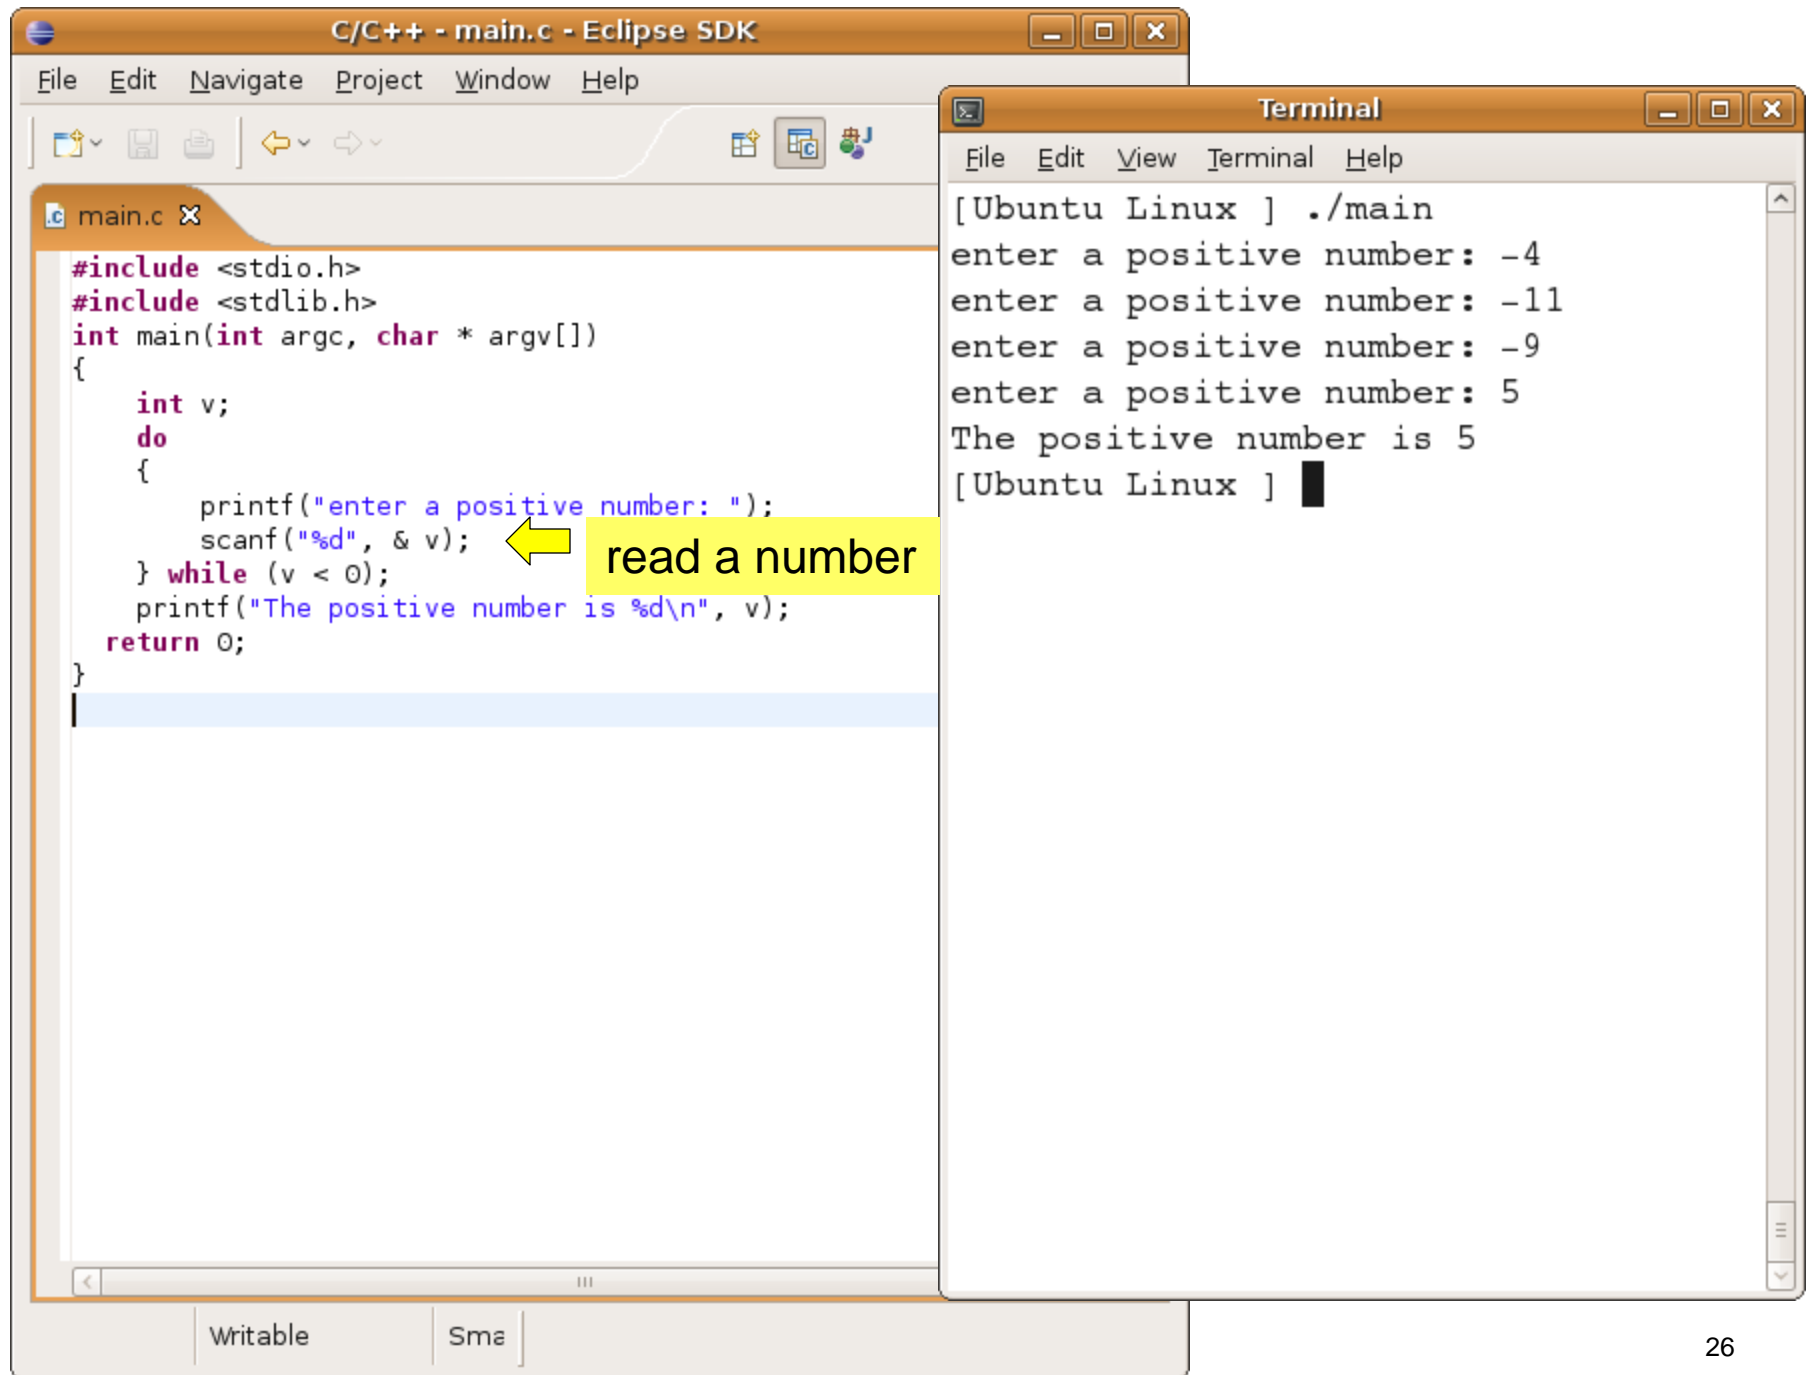 C/C++ - main.c - Eclipse SDK
File Edit Navigate Project Window Help
main.c
#include <stdio.h>
#include <stdlib.h>
int main(int argc, char * argv[])
{
    int v;
    do
    {
        printf("enter a positive number: ");
        scanf("%d", & v);
    } while (v < 0);
    printf("The positive number is %d\n", v);
  return 0;
}
read a number
Writable Sma
Terminal
File Edit View Terminal Help
[Ubuntu Linux ] ./main
enter a positive number: -4
enter a positive number: -11
enter a positive number: -9
enter a positive number: 5
The positive number is 5
[Ubuntu Linux ]
26